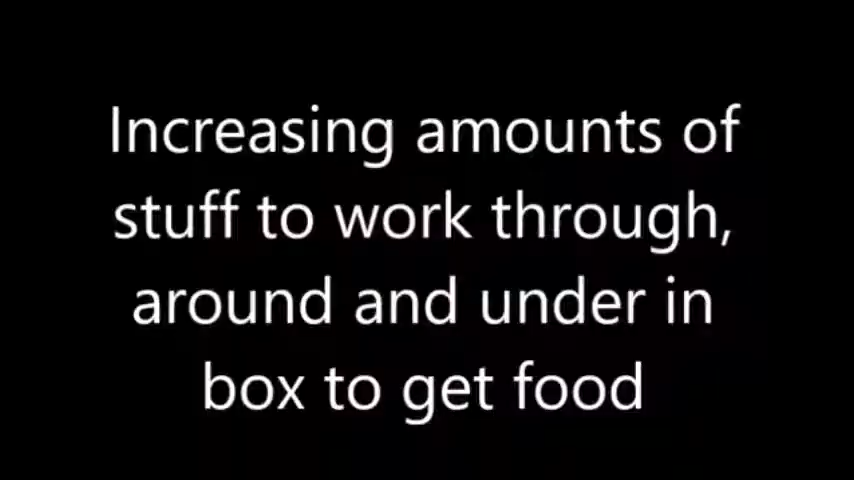 Increasing amounts of
stuff to work through,
around and under in
box to get food